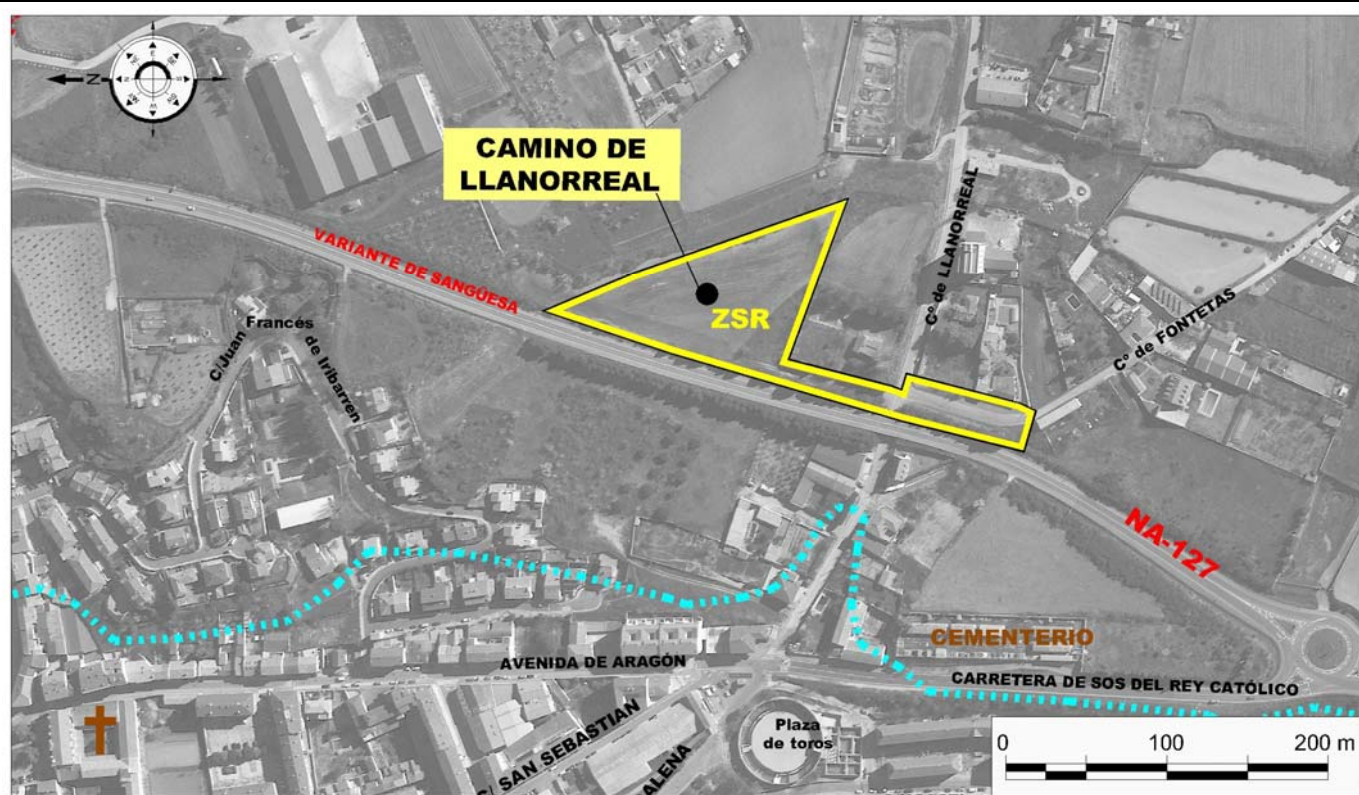 N
E
CAMINO DE
LLANORREAL
VARIANTE DE SANGÜESA
ZSR
Cº de LLANORREAL
Cº de FONTETAS
C/Juan
Francés
de Iribarren
NA-127
CEMENTERIO
AVENIDA DE ARAGÓN
CARRETERA DE SOS DEL REY CATÓLICO
C/ SAN SEBASTIAN
ALENA
Plaza
de toros
0 100 200 m